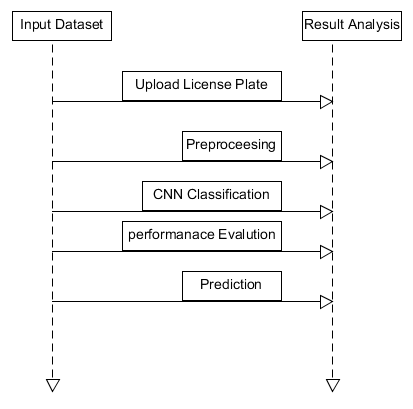 Input Dataset
Result Analysis
Upload License Plate
Preproceesing
CNN Classification
performanace Evalution
Prediction